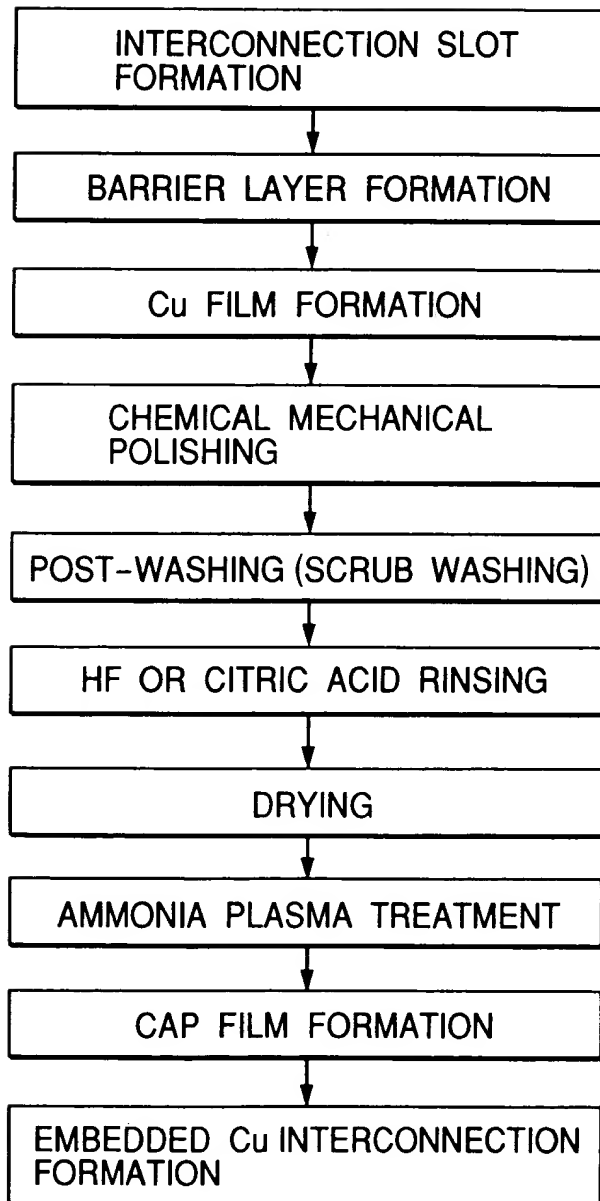 INTERCONNECTION SLOT
FORMATION
BARRIER LAYER FORMATION
Cu FILM FORMATION
CHEMICAL MECHANICAL
POLISHING
POST-WASHING (SCRUB WASHING)
HF OR CITRIC ACID RINSING
DRYING
AMMONIA PLASMA TREATMENT
CAP FILM FORMATION
EMBEDDED Cu INTERCONNECTION
FORMATION